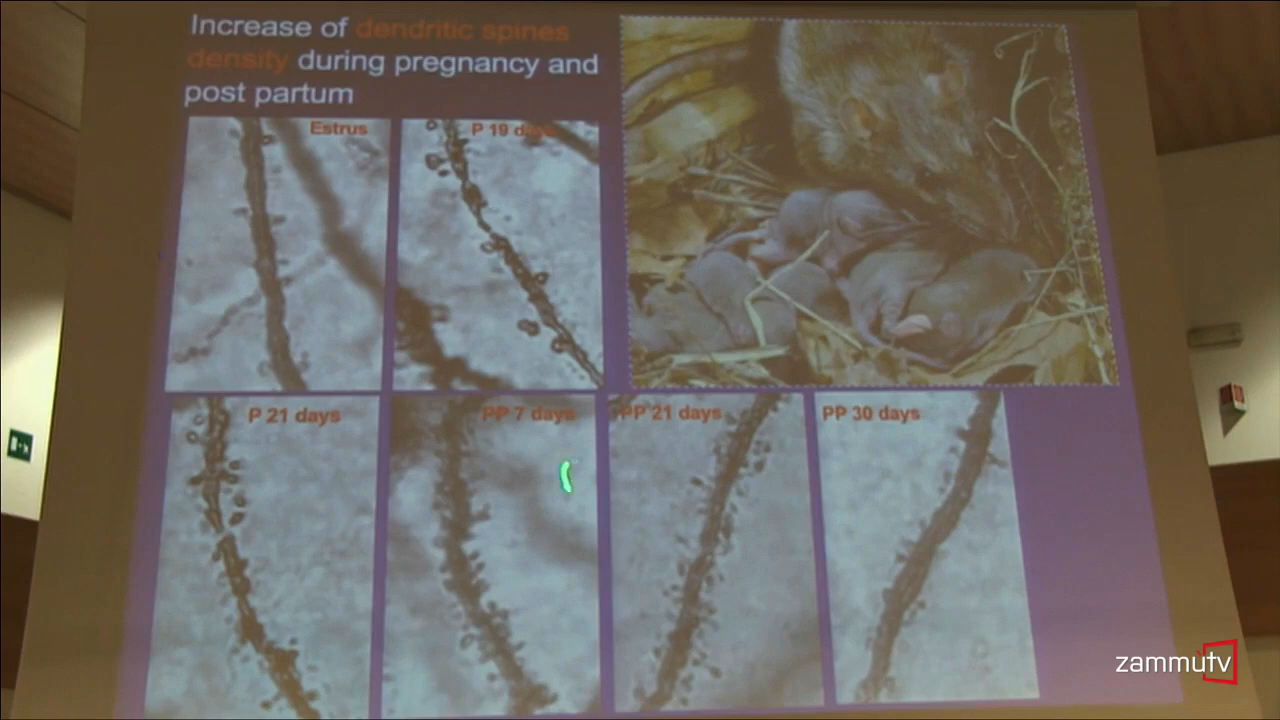 Increase of dendritic spines
density during pregnancy and
post partum
Estrus
P 19 days
P 21 days
PP 7 days
PP 21 days
PP 30 days
zammùtv